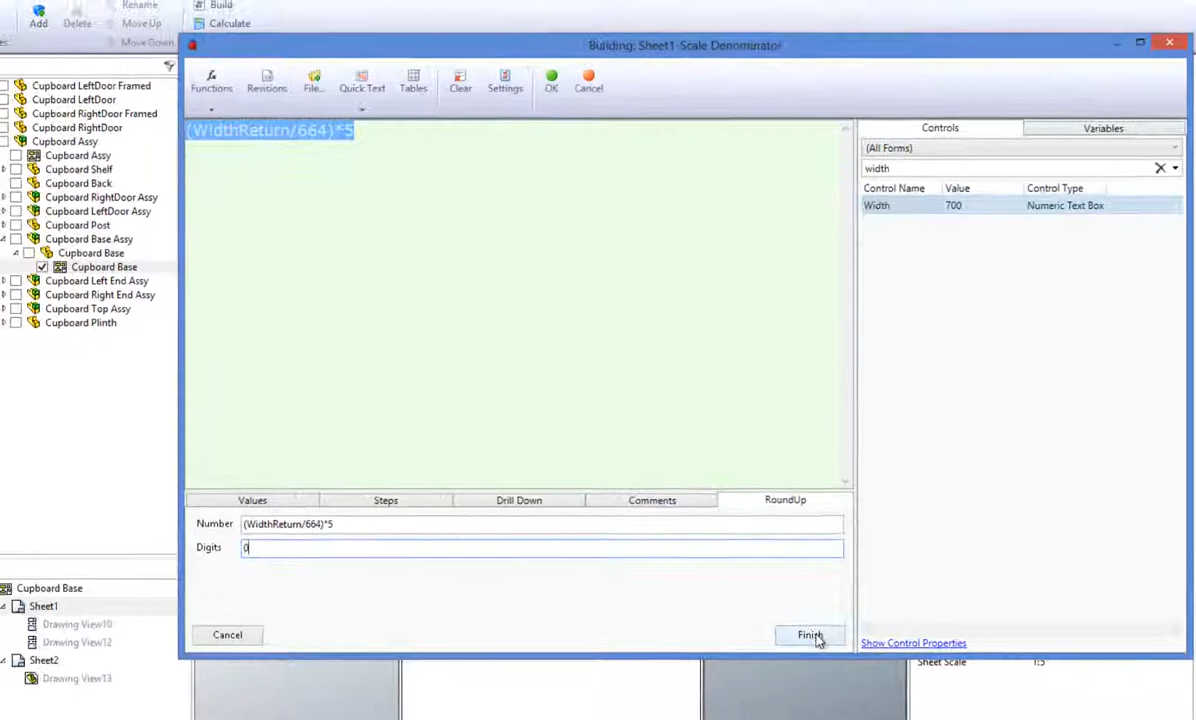 Add
Delete
Rename
Move Up
Move Down
Build
Calculate
Cupboard LeftDoor Framed
Cupboard LeftDoor
Cupboard RightDoor Framed
Cupboard RightDoor
Cupboard Assy
Cupboard Assy
Cupboard Shelf
Cupboard Back
Cupboard RightDoor Assy
Cupboard LeftDoor Assy
Cupboard Post
Cupboard Base Assy
Cupboard Base
Cupboard Base
Cupboard Left End Assy
Cupboard Right End Assy
Cupboard Top Assy
Cupboard Plinth
Cupboard Base
Sheet1
Drawing View10
Drawing View12
Sheet2
Drawing View13
Building: Sheet1-Scale Denominator
Functions Revisions File... Quick Text Tables Clear Settings OK Cancel
(WidthReturn/664)*5
Values Steps Drill Down Comments RoundUp
Number (WidthReturn/664)*5
Digits 0
Cancel Finish
Controls Variables
(All Forms)
width
Control Name Value Control Type
Width 700 Numeric Text Box
Show Control Properties
Sheet Scale 1:5